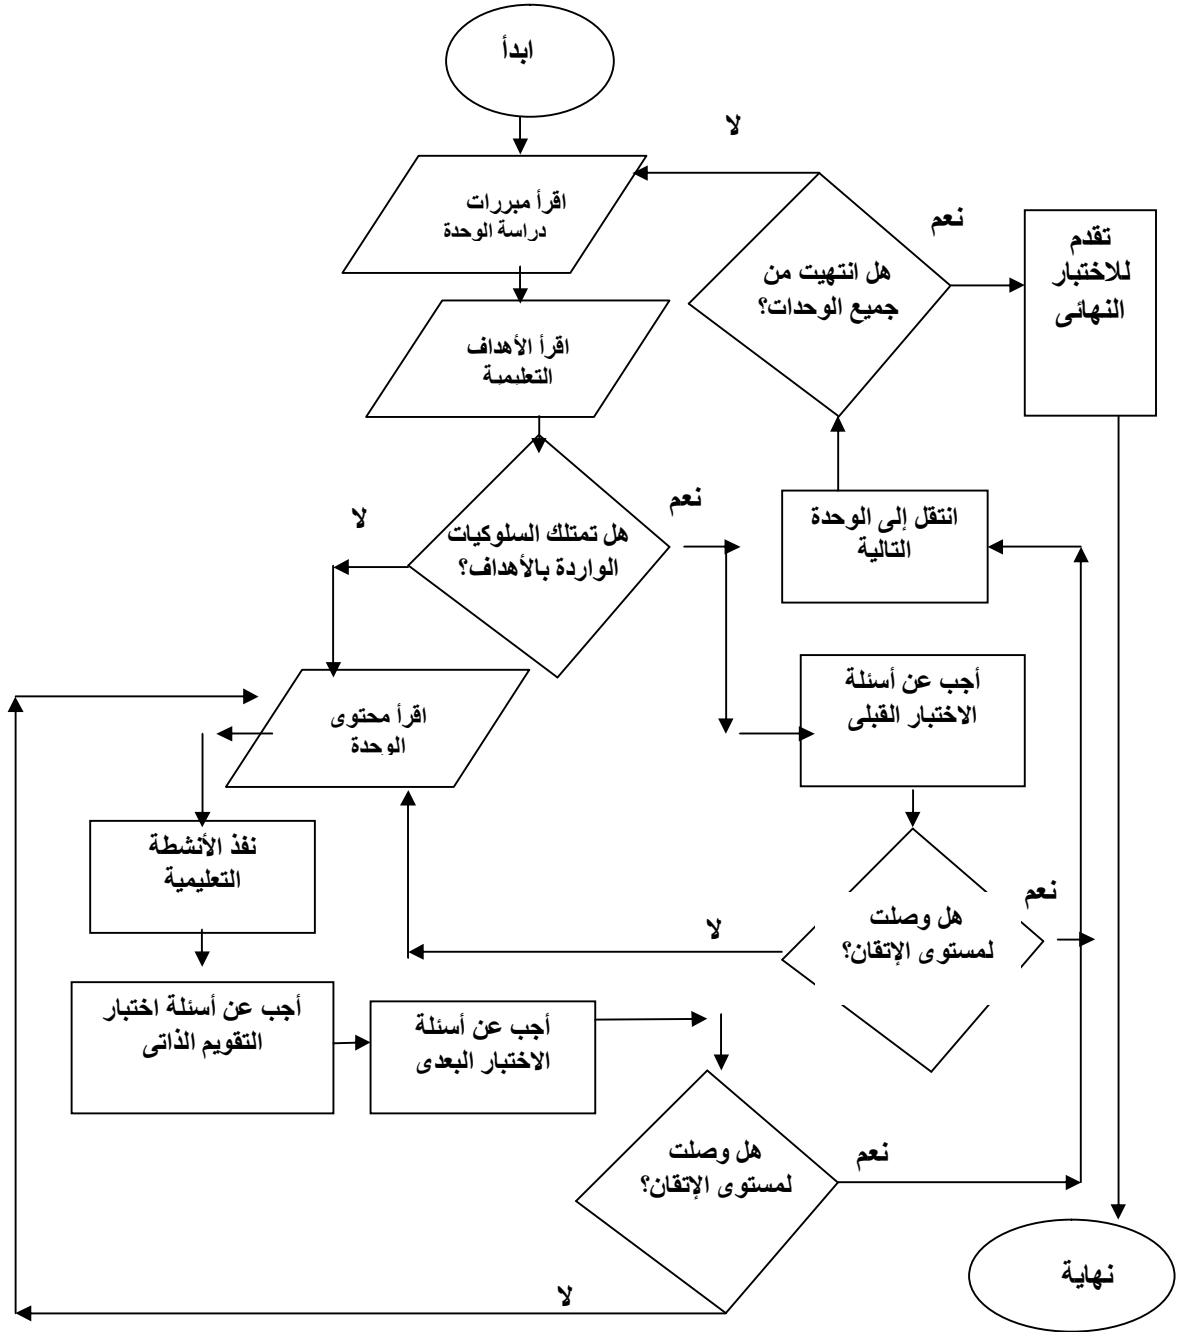 ابدأ
لا
اقرأ مبررات
دراسة الوحدة
نعم
تقدم
للاختبار
النهائى
هل انتهيت من
جميع الوحدات؟
اقرأ الأهداف
التعليمية
نعم
لا
انتقل إلى الوحدة
التالية
هل تمتلك السلوكيات
الواردة بالأهداف؟
أجب عن أسئلة
الاختبار القبلى
اقرأ محتوى
الوحدة
نفذ الأنشطة
التعليمية
نعم
هل وصلت
لمستوى الإتقان؟
لا
أجب عن أسئلة اختبار
التقويم الذاتى
أجب عن أسئلة
الاختبار البعدى
هل وصلت
لمستوى الإتقان؟
نعم
نهاية
لا